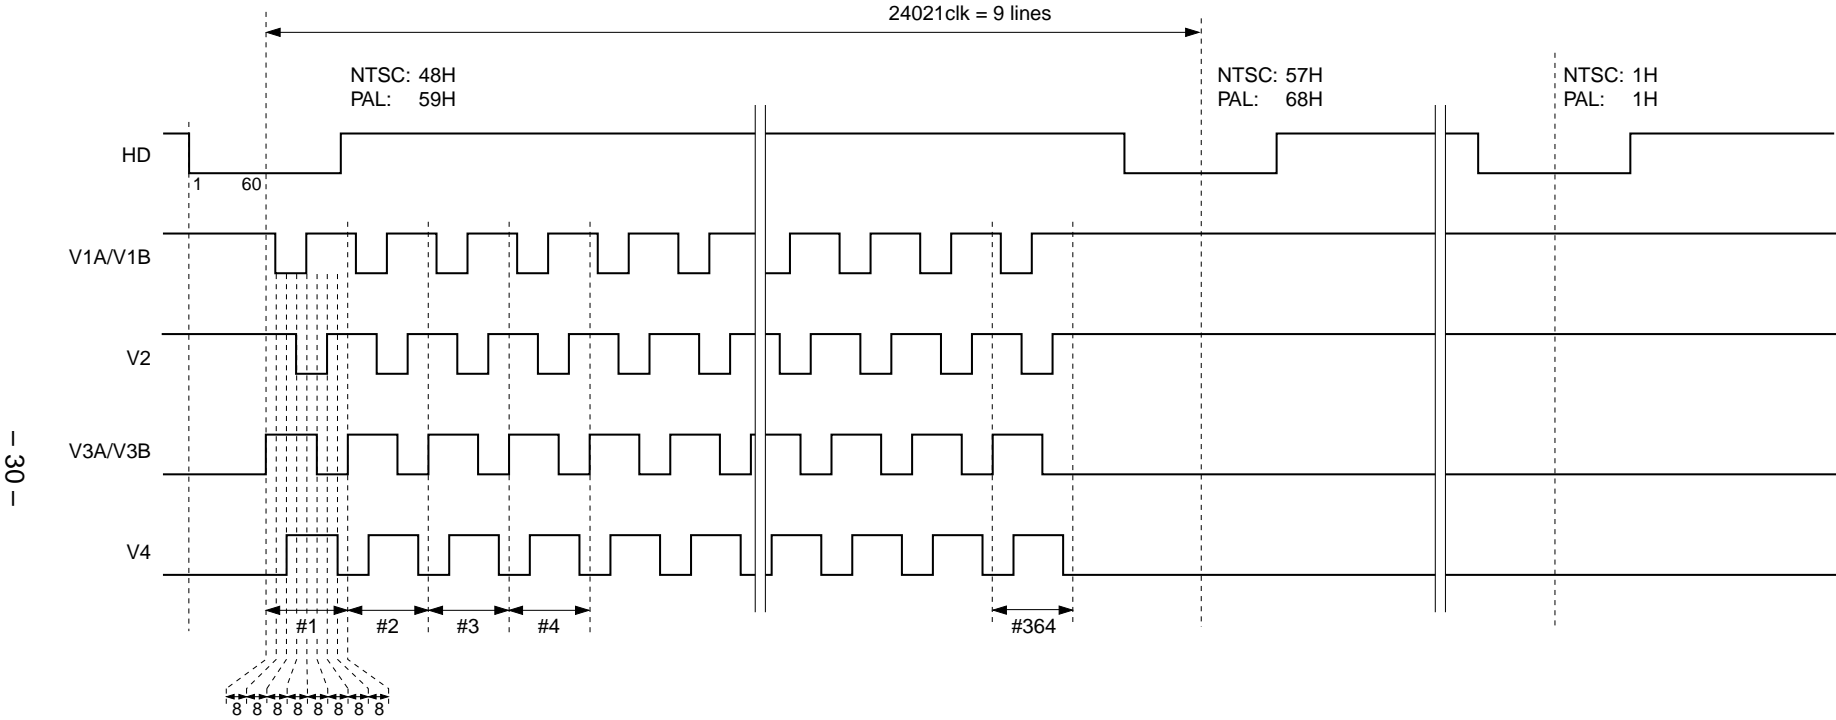 24021clk = 9 lines
NTSC: 48H
PAL: 59H
NTSC: 57H
PAL: 68H
NTSC: 1H
PAL: 1H
HD
1 60
V1A/V1B
V2
V3A/V3B
V4
#1 #2 #3 #4 #364
8 8 8 8 8 8 8 8
– 30 –